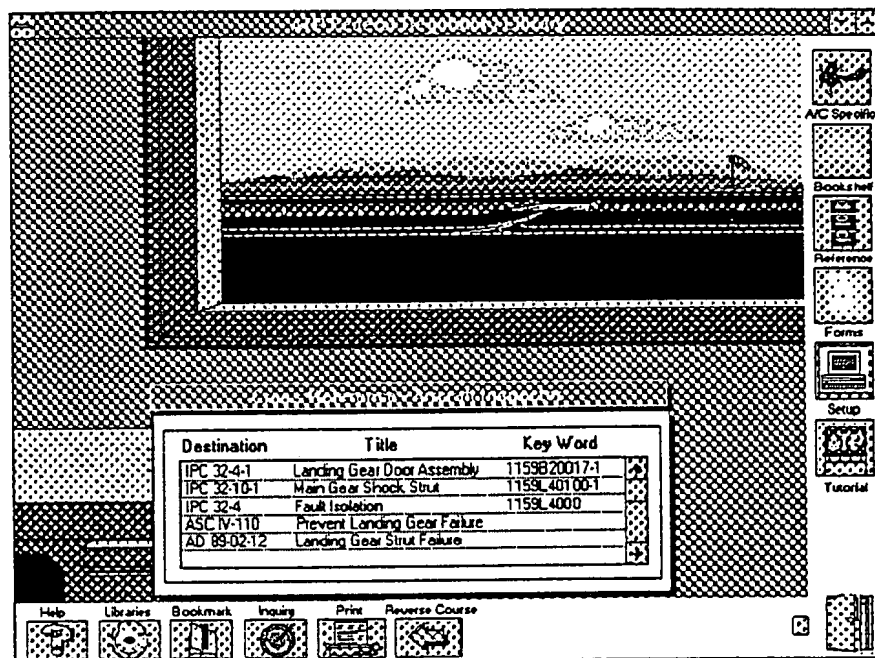 A/C Specific
Bookshelf
Reference
Forms
Setup
Tutorial
Destination Title Key Word
IPC 32-4-1 Landing Gear Door Assembly 1159B20017-1
IPC 32-10-1 Main Gear Shock Strut 1159L40100-1
IPC 32-4 Fault Isolation 1159L4000
ASC IV-110 Prevent Landing Gear Failure
AD 89-02-12 Landing Gear Strut Failure
Help Libraries Bookmark Inquiry Print Reverse Course